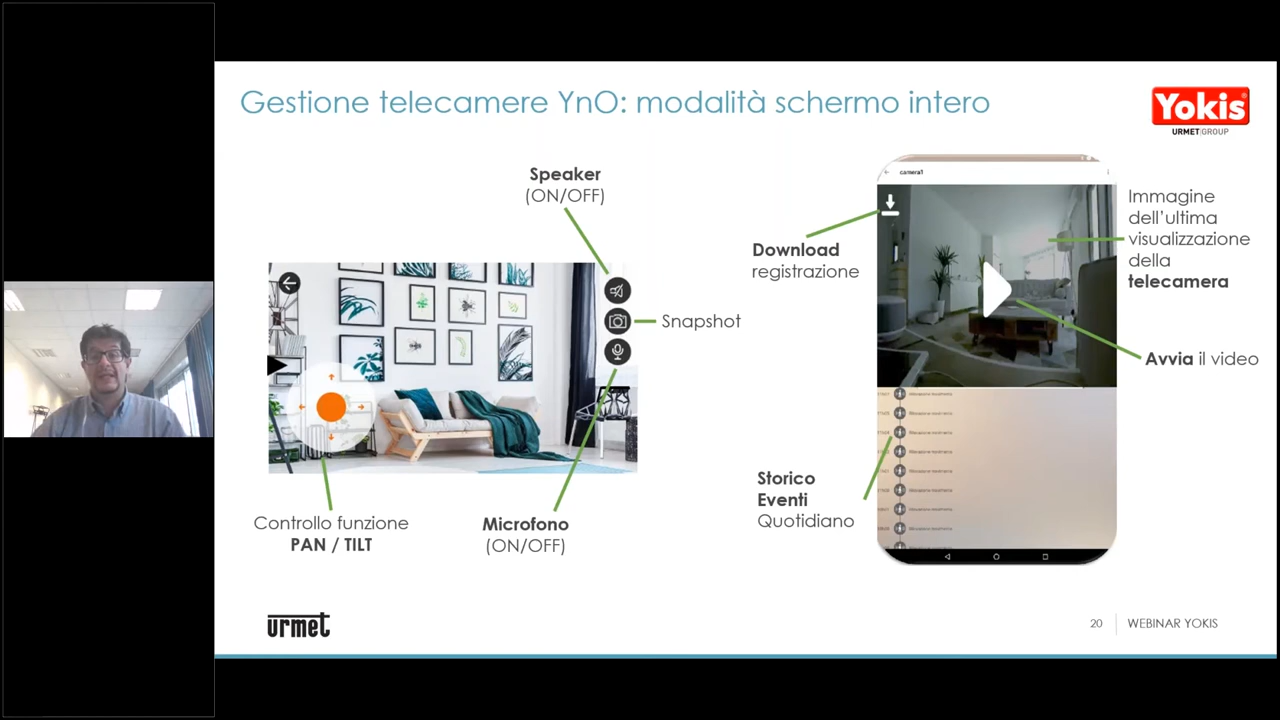 Gestione telecamere YnO: modalità schermo intero
Yokis
URMET GROUP
Speaker
(ON/OFF)
Snapshot
Controllo funzione
PAN / TILT
Microfono
(ON/OFF)
Download
registrazione
camera1
Immagine
dell'ultima
visualizzazione
della
telecamera
Avvia il video
Storico
Eventi
Quotidiano
urmet
20
WEBINAR YOKIS